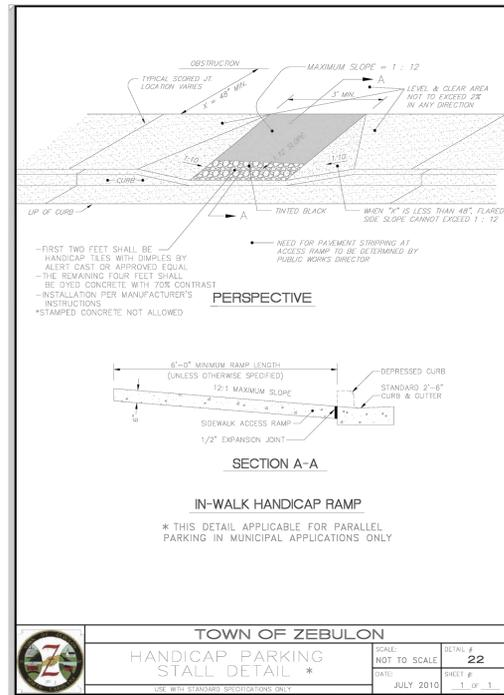 OBSTRUCTION
MAXIMUM SLOPE = 1 : 12
TYPICAL SCORED JT.
LOCATION VARIES
X = 48" MIN.
A
3' MIN.
LEVEL & CLEAR AREA
NOT TO EXCEED 2%
IN ANY DIRECTION
1:12 SLOPE
1:10
1:10
CURB
LIP OF CURB
A
TINTED BLACK
WHEN "X" IS LESS THAN 48", FLARED
SIDE SLOPE CANNOT EXCEED 1 : 12
-FIRST TWO FEET SHALL BE
HANDICAP TILES WITH DIMPLES BY
ALERT CAST OR APPROVED EQUAL
-THE REMAINING FOUR FEET SHALL
BE DYED CONCRETE WITH 70% CONTRAST
-INSTALLATION PER MANUFACTURER'S
INSTRUCTIONS
*STAMPED CONCRETE NOT ALLOWED
NEED FOR PAVEMENT STRIPPING AT
ACCESS RAMP TO BE DETERMINED BY
PUBLIC WORKS DIRECTOR
PERSPECTIVE
6'-0" MINIMUM RAMP LENGTH
(UNLESS OTHERWISE SPECIFIED)
12:1 MAXIMUM SLOPE
DEPRESSED CURB
STANDARD 2'-6"
CURB & GUTTER
SIDEWALK ACCESS RAMP
1/2" EXPANSION JOINT
SECTION A-A
IN-WALK HANDICAP RAMP
* THIS DETAIL APPLICABLE FOR PARALLEL
PARKING IN MUNICIPAL APPLICATIONS ONLY
TOWN OF ZEBULON
HANDICAP PARKING
STALL DETAIL *
USE WITH STANDARD SPECIFICATIONS ONLY
SCALE:
NOT TO SCALE
DETAIL #
22
DATE:
JULY 2010
SHEET #:
1 OF 1
Z